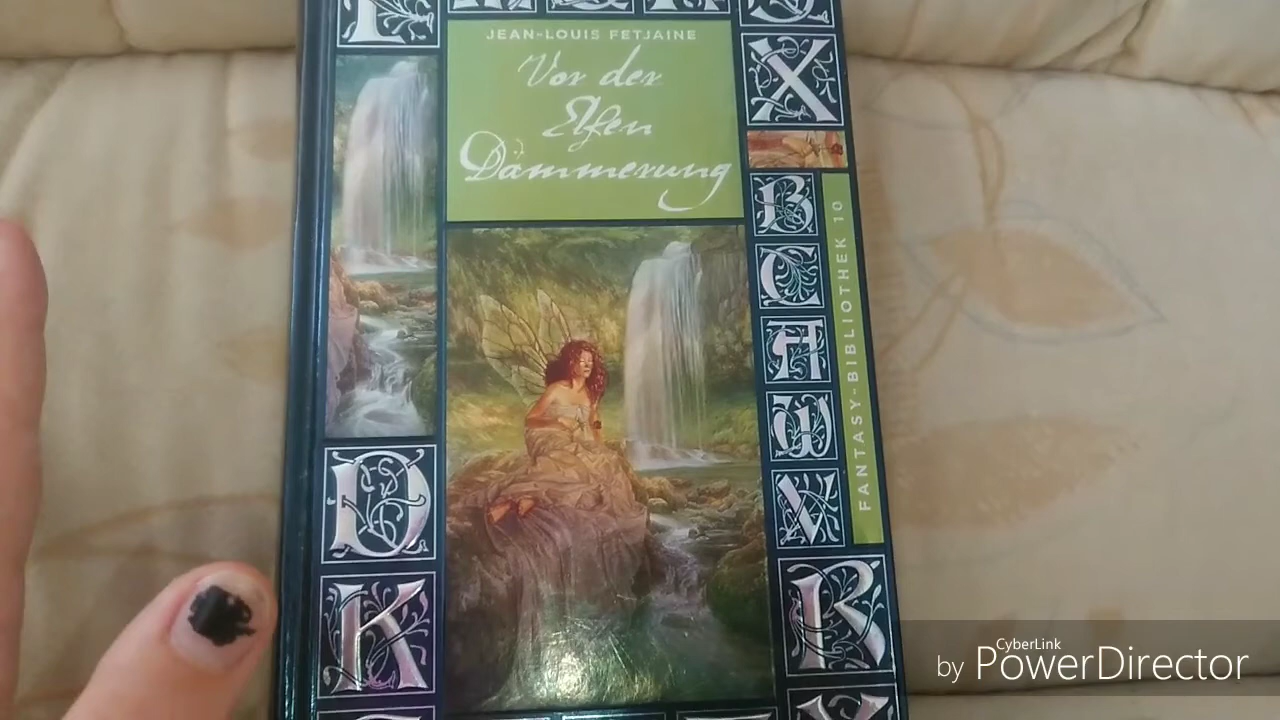 JEAN-LOUIS FETJAINE
Vor der
Elfen
Dämmerung
X
B
C
A
W
X
FANTASY-BIBLIOTHEK 10
D
K
R
CyberLink
by PowerDirector